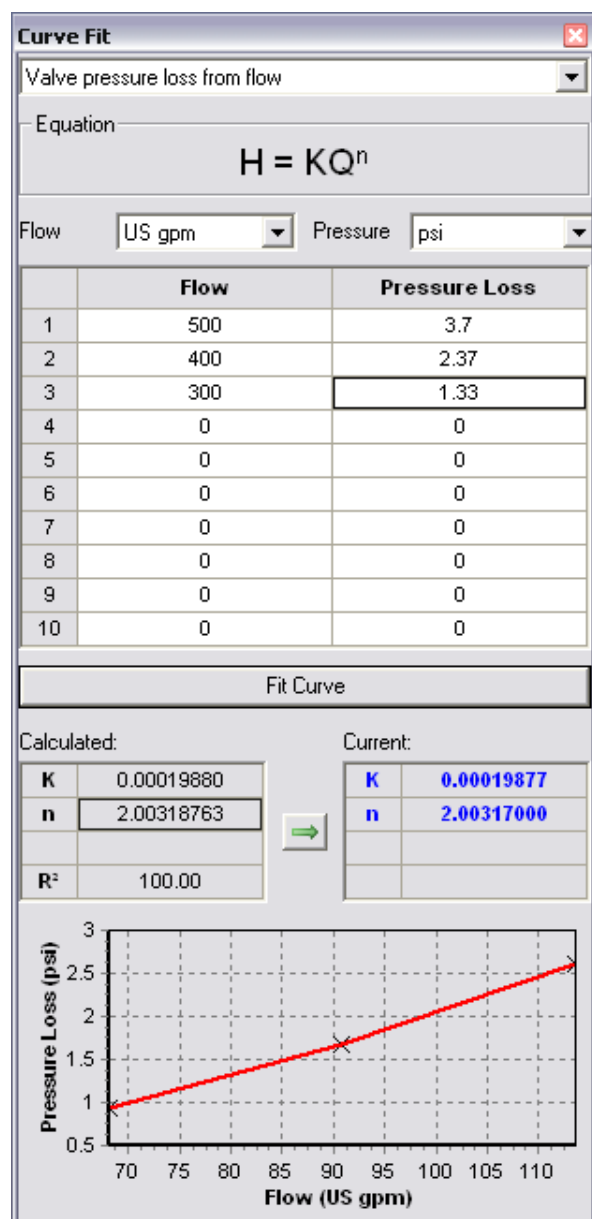 Curve Fit
Valve pressure loss from flow
Equation
H = KQⁿ
Flow US gpm Pressure psi
Flow Pressure Loss
1 500 3.7
2 400 2.37
3 300 1.33
4 0 0
5 0 0
6 0 0
7 0 0
8 0 0
9 0 0
10 0 0
Fit Curve
Calculated: Current:
K 0.00019880 K 0.00019877
n 2.00318763 n 2.00317000
R² 100.00
Pressure Loss (psi)
3
2.5
2
1.5
1
0.5
70 75 80 85 90 95 100 105 110
Flow (US gpm)